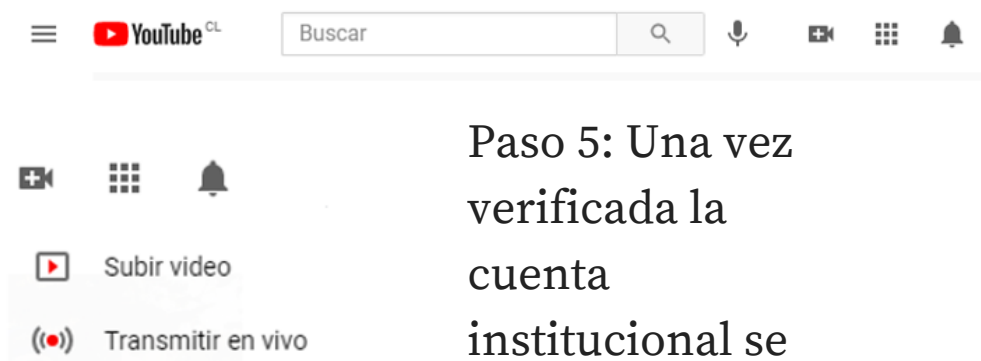 YouTube CL
Buscar
Subir video
Transmitir en vivo
Paso 5: Una vez
verificada la
cuenta
institucional se